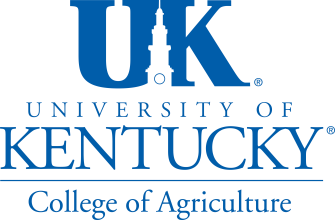 UK®
UNIVERSITY OF
KENTUCKY®
College of Agriculture